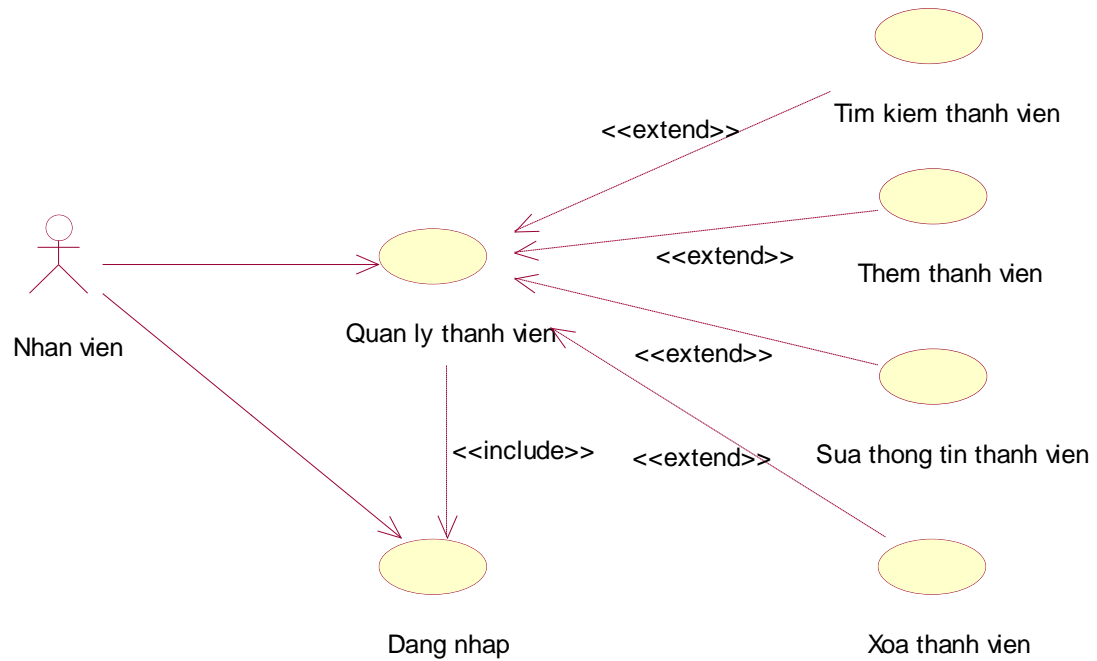 Tim kiem thanh vien
<<extend>>
<<extend>>
Them thanh vien
Nhan vien
Quan ly thanh vien
<<extend>>
<<include>>
<<extend>>
Sua thong tin thanh vien
Dang nhap
Xoa thanh vien